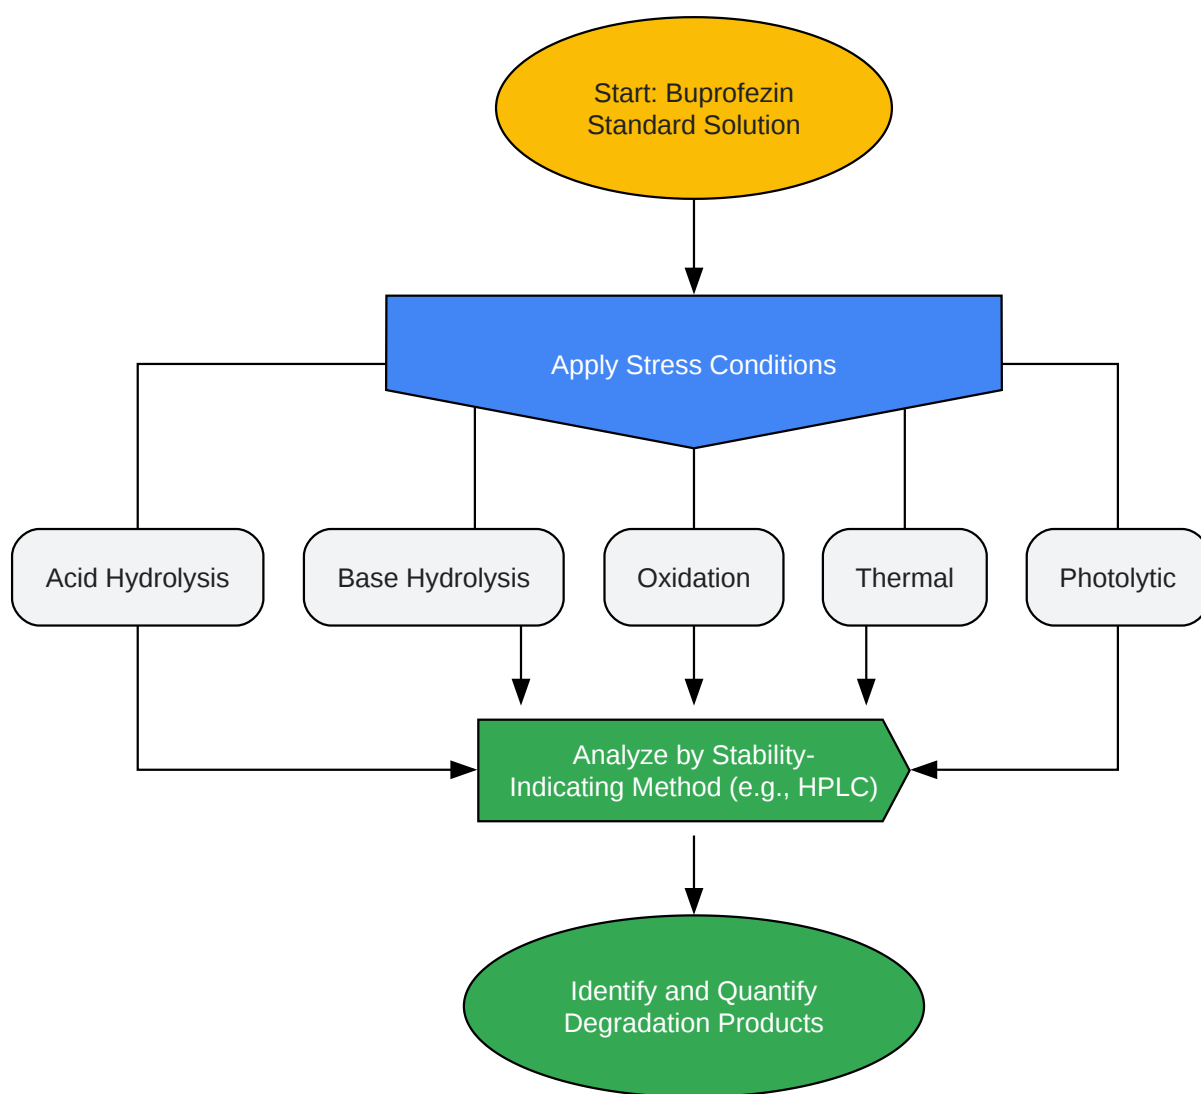 Start: Buprofezin
Standard Solution
Apply Stress Conditions
Acid Hydrolysis
Base Hydrolysis
Oxidation
Thermal
Photolytic
Analyze by Stability-
Indicating Method (e.g., HPLC)
Identify and Quantify
Degradation Products